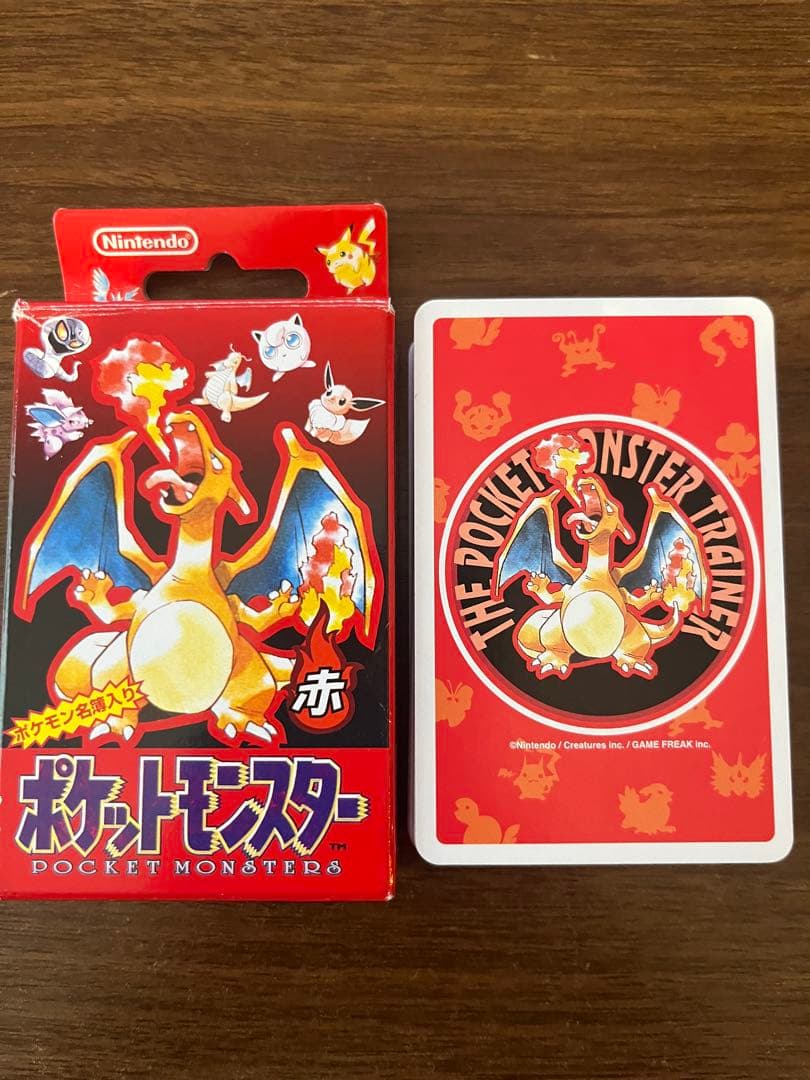 Nintendo
赤
ポケモン名簿入り
ポケットモンスター
TM
POCKET MONSTERS
THE POCKET MONSTER TRAINER
©Nintendo / Creatures inc. / GAME FREAK inc.